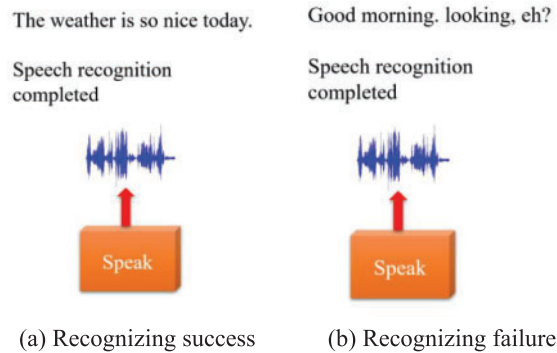 The weather is so nice today.
Speech recognition
completed
Speak
(a) Recognizing success
Good morning. looking, eh?
Speech recognition
completed
Speak
(b) Recognizing failure